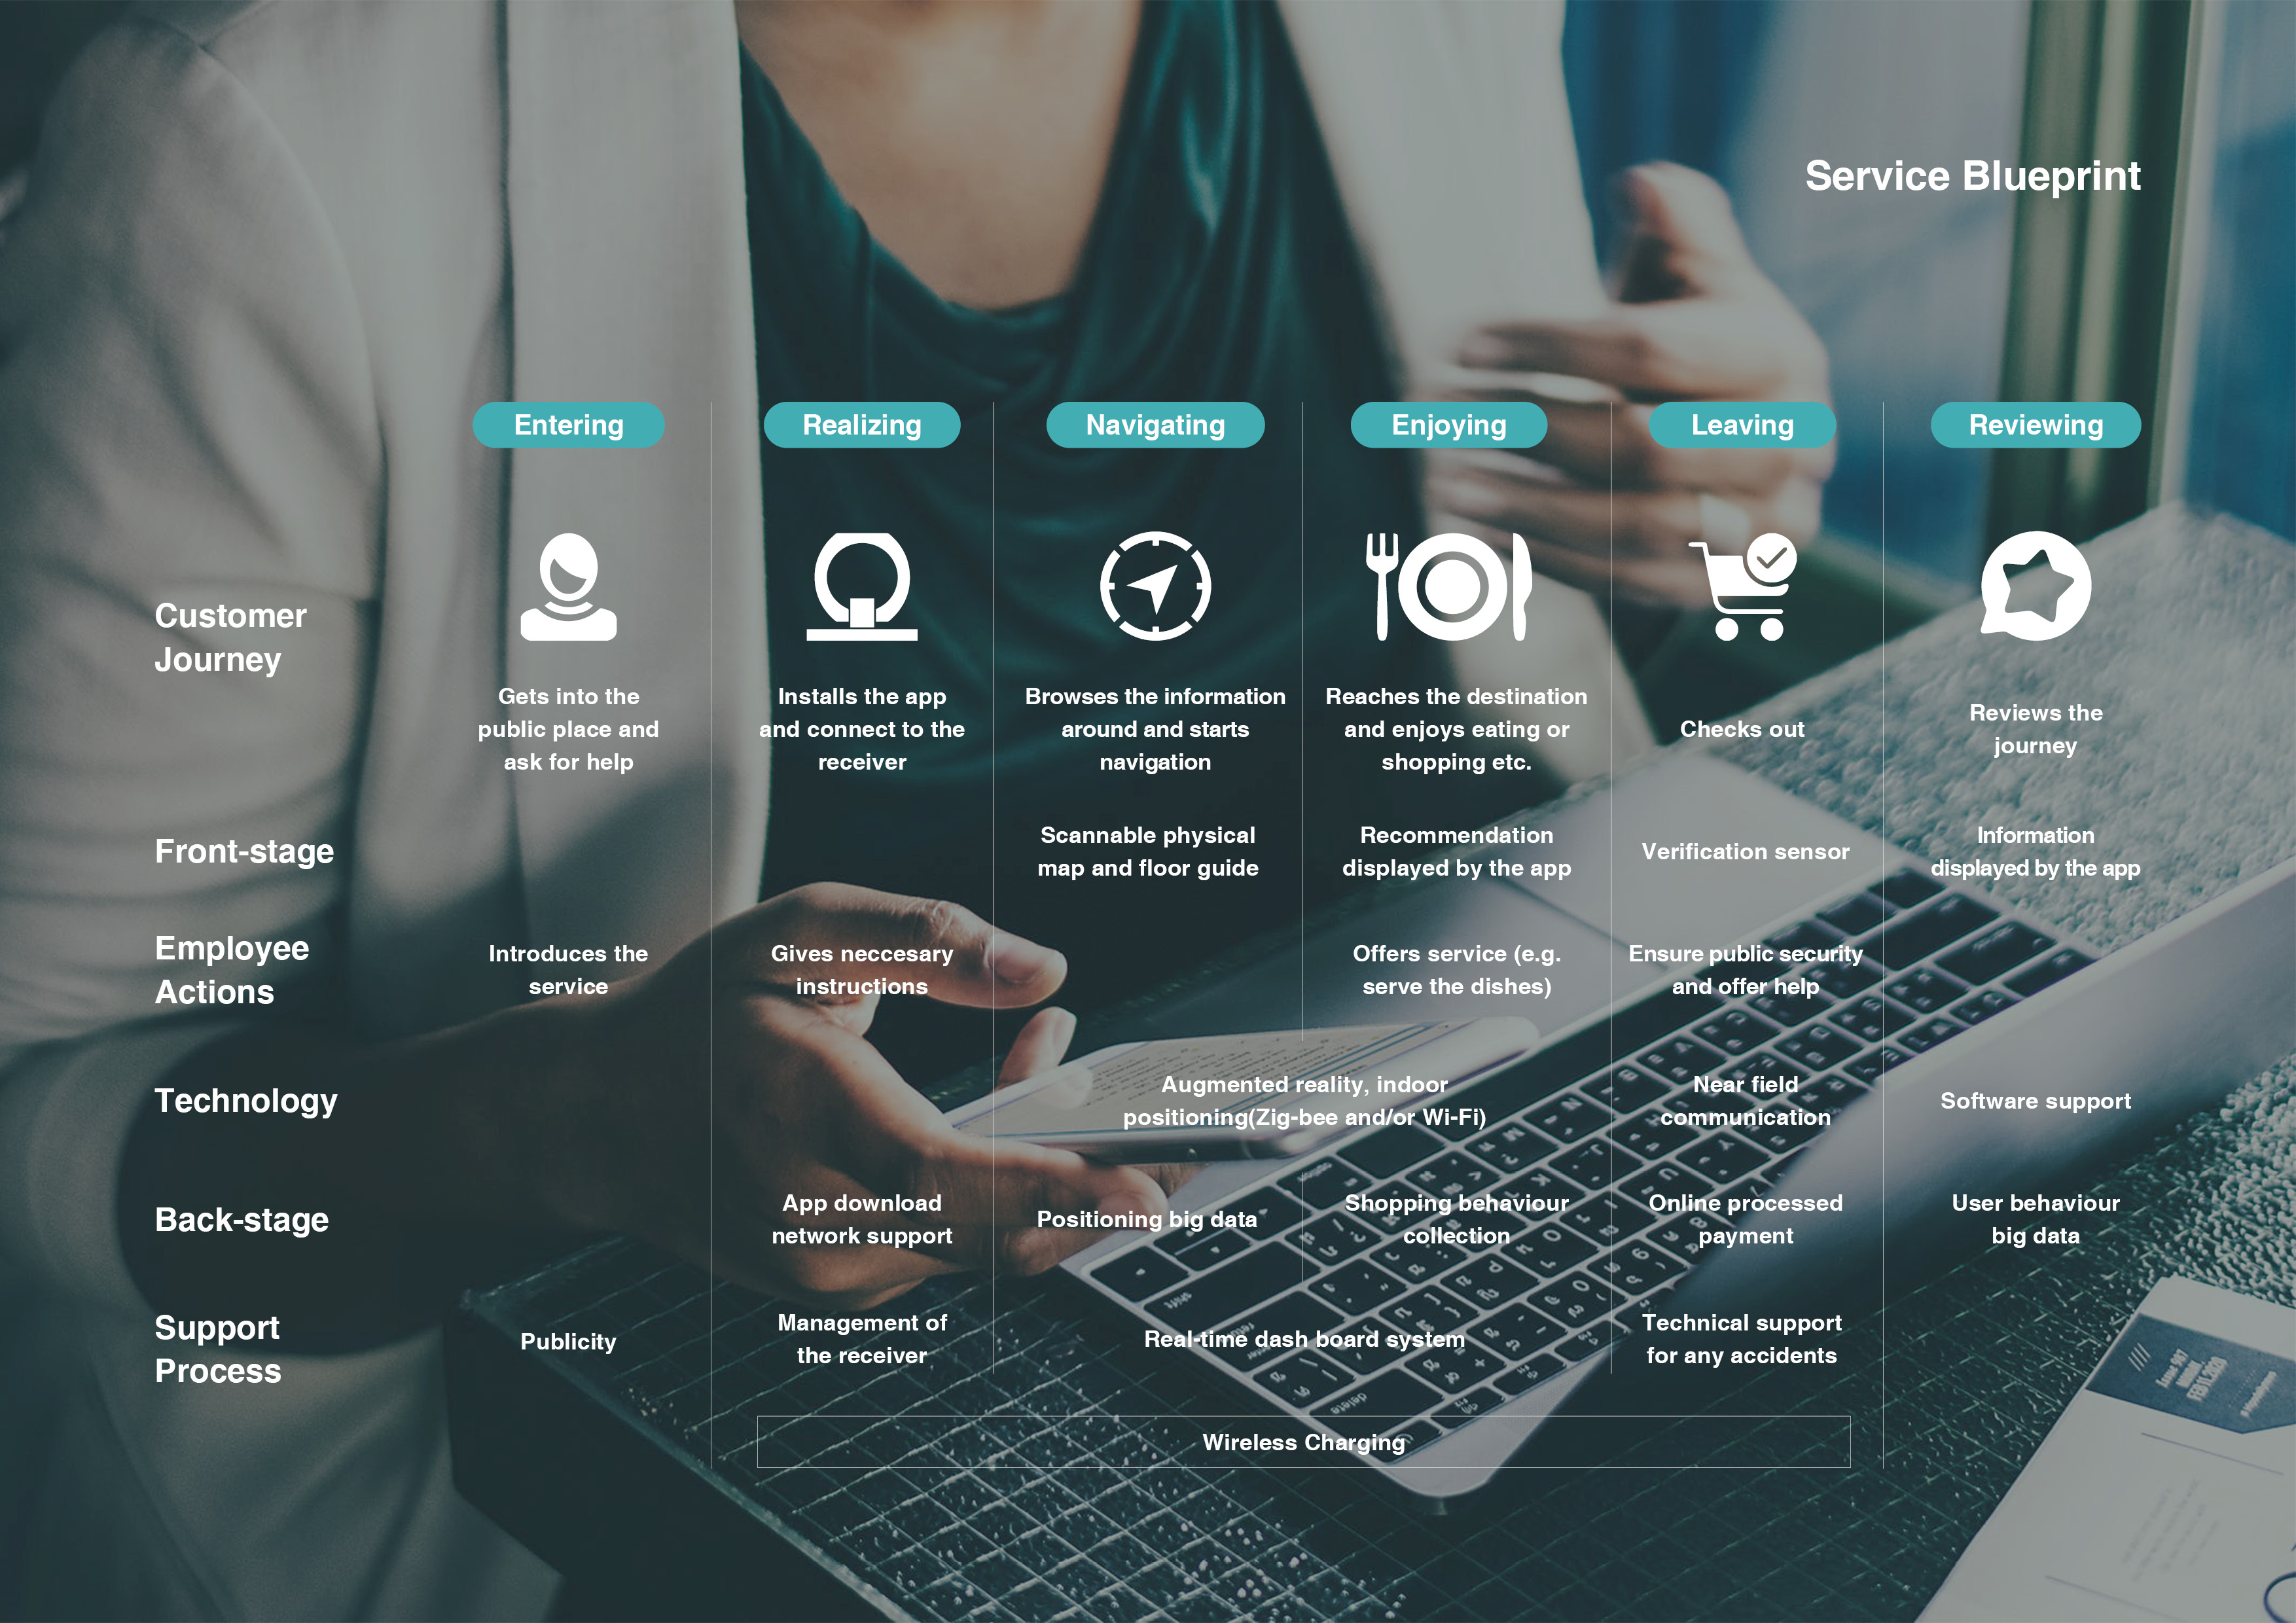 Service Blueprint
Entering
Realizing
Navigating
Enjoying
Leaving
Reviewing
Customer
Journey
Gets into the
public place and
ask for help
Installs the app
and connect to the
receiver
Browses the information
around and starts
navigation
Reaches the destination
and enjoys eating or
shopping etc.
Checks out
Reviews the
journey
Front-stage
Scannable physical
map and floor guide
Recommendation
displayed by the app
Verification sensor
Information
displayed by the app
Employee
Actions
Introduces the
service
Gives neccesary
instructions
Offers service (e.g.
serve the dishes)
Ensure public security
and offer help
Technology
Augmented reality, indoor
positioning(Zig-bee and/or Wi-Fi)
Near field
communication
Software support
Back-stage
App download
network support
Positioning big data
Shopping behaviour
collection
Online processed
payment
User behaviour
big data
Support
Process
Publicity
Management of
the receiver
Real-time dash board system
Technical support
for any accidents
Wireless Charging
shift
delete